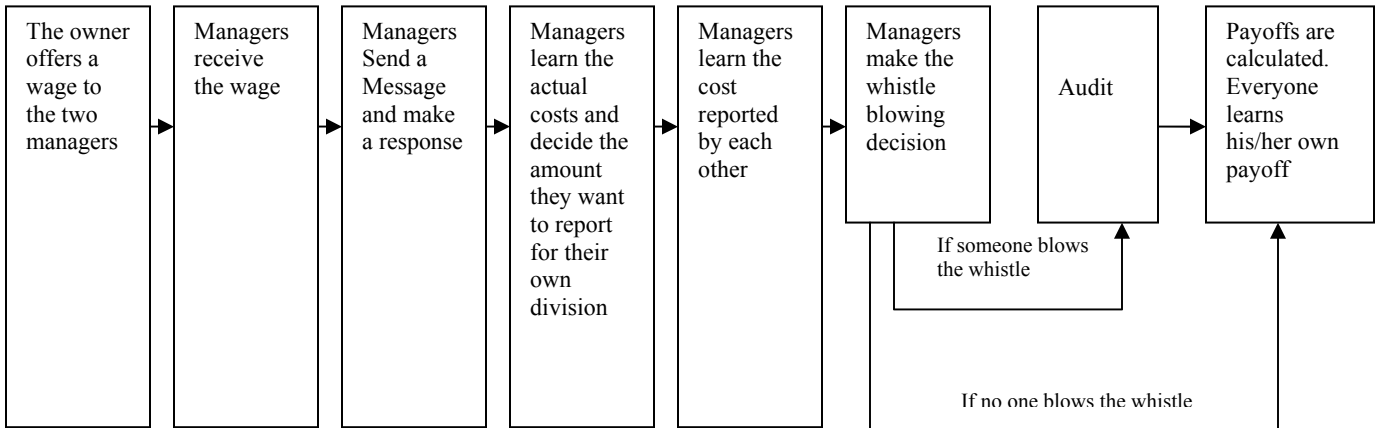 The owner
offers a
wage to
the two
managers
Managers
receive
the wage
Managers
Send a
Message
and make
a response
Managers
learn the
actual
costs and
decide the
amount
they want
to report
for their
own
division
Managers
learn the
cost
reported
by each
other
Managers
make the
whistle
blowing
decision
Audit
Payoffs are
calculated.
Everyone
learns
his/her own
payoff
If someone blows
the whistle
If no one blows the whistle